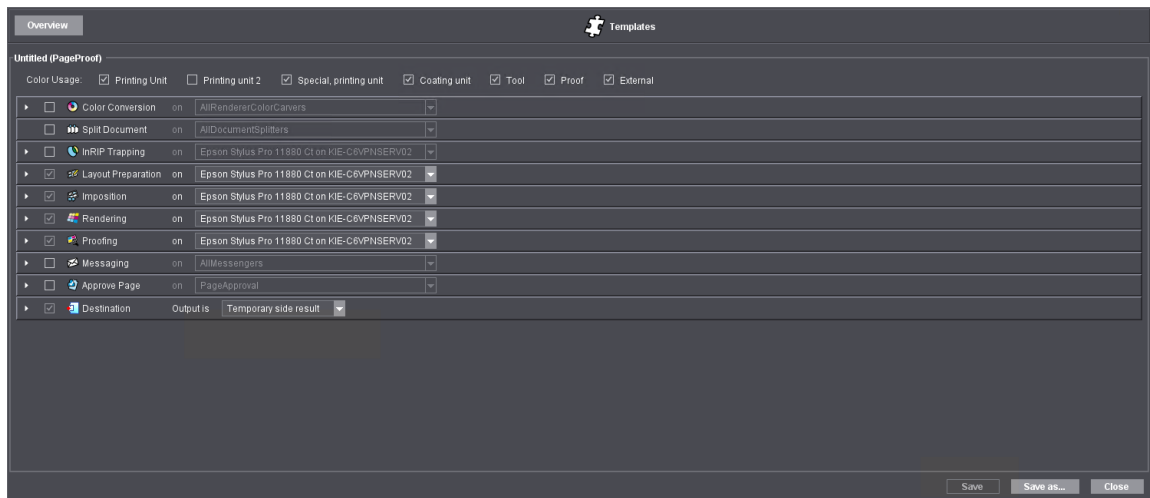 Overview
Templates
Untitled (PageProof)
Color Usage: Printing Unit Printing unit 2 Special, printing unit Coating unit Tool Proof External
Color Conversion on AllRendererColorCarvers
Split Document on AllDocumentSplitters
InRIP Trapping on Epson Stylus Pro 11880 Ct on KIE-C6VPNSERV02
Layout Preparation on Epson Stylus Pro 11880 Ct on KIE-C6VPNSERV02
Imposition on Epson Stylus Pro 11880 Ct on KIE-C6VPNSERV02
Rendering on Epson Stylus Pro 11880 Ct on KIE-C6VPNSERV02
Proofing on Epson Stylus Pro 11880 Ct on KIE-C6VPNSERV02
Messaging on AllMessengers
Approve Page on PageApproval
Destination Output is Temporary side result
Save Save as... Close